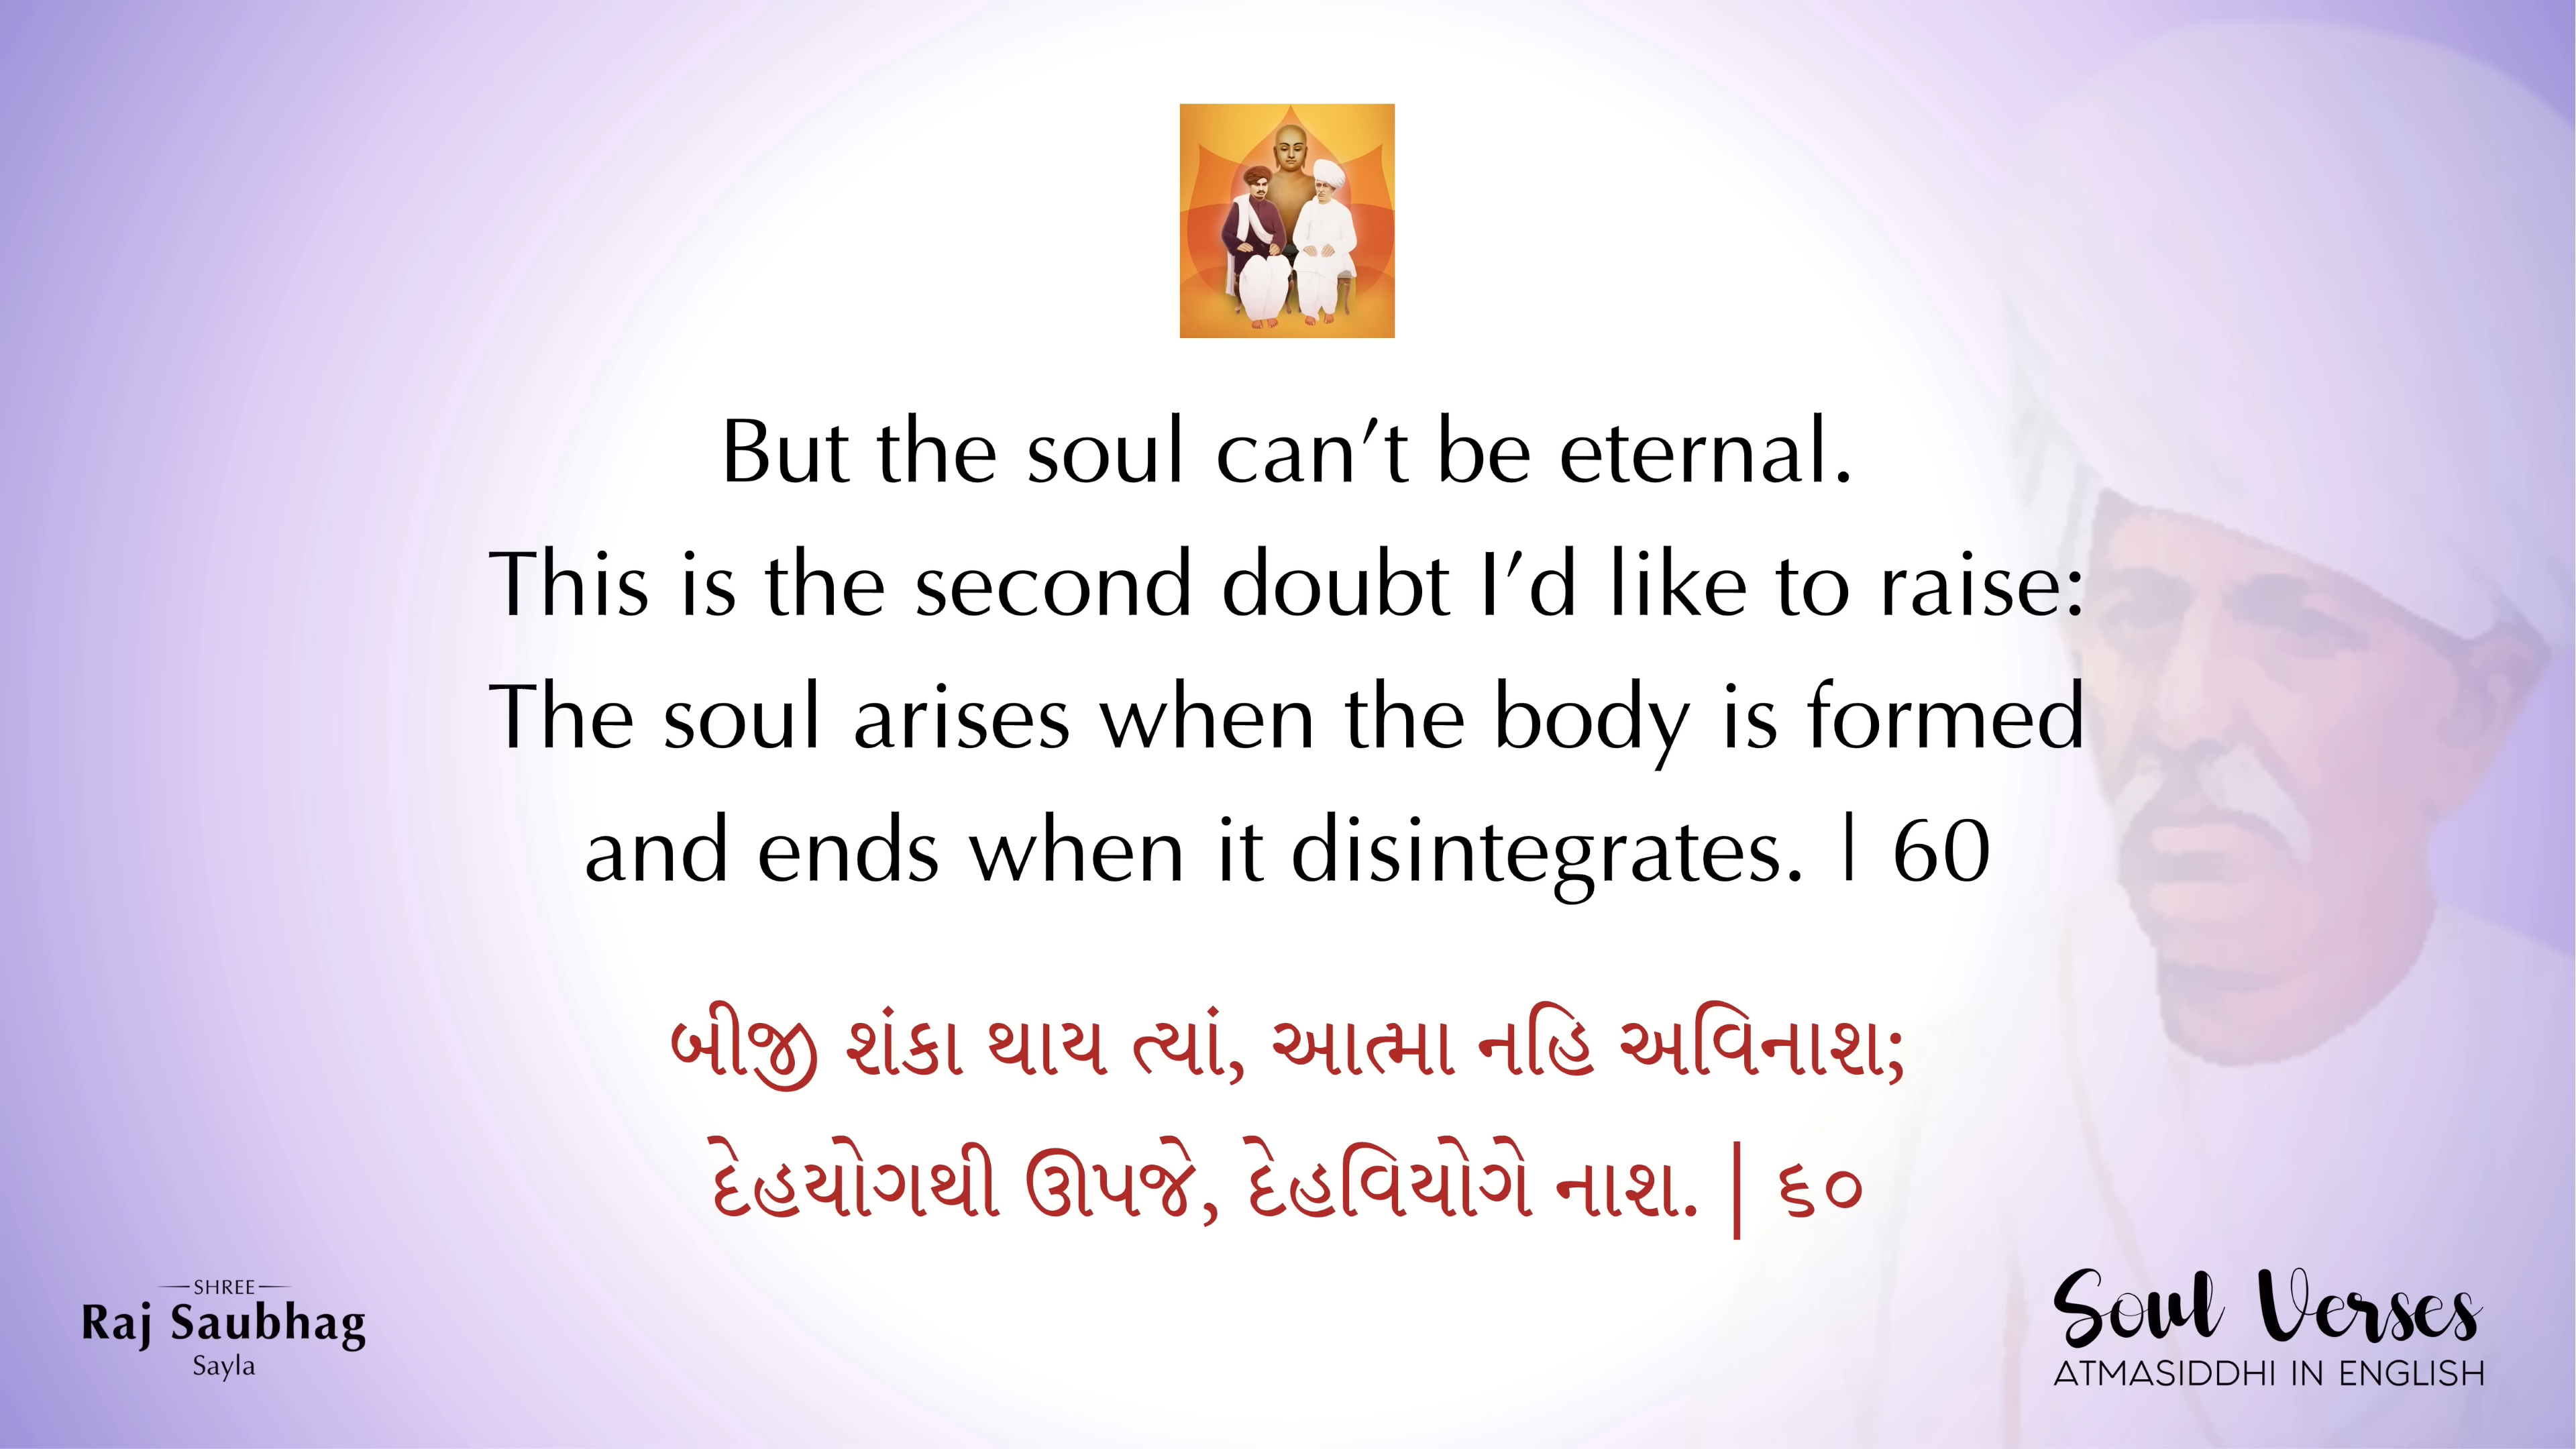 But the soul can’t be eternal.
This is the second doubt I’d like to raise:
The soul arises when the body is formed
and ends when it disintegrates. | 60
બીજી શંકા થાય ત્યાં, આત્મા નહિ અવિનાશ;
દેહયોગથી ઊપજે, દેહવિયોગે નાશ. | ૬૦
SHREE
Raj Saubhag
Sayla
Soul Verses
ATMASIDDHI IN ENGLISH